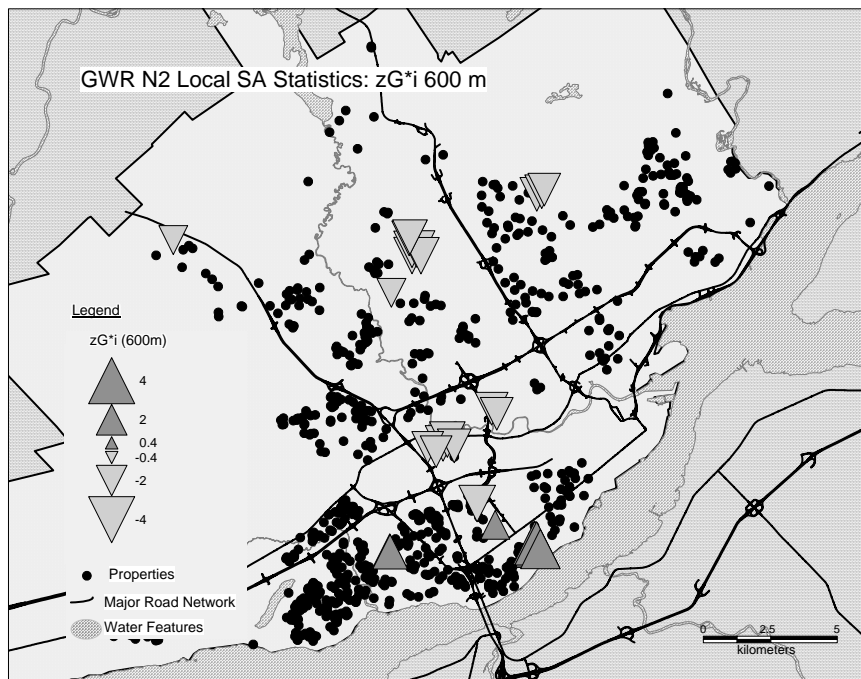 GWR N2 Local SA Statistics: zG*i 600 m
Legend
zG*i (600m)
4
2
0.4
-0.4
-2
-4
Properties
Major Road Network
Water Features
0 2.5 5
kilometers